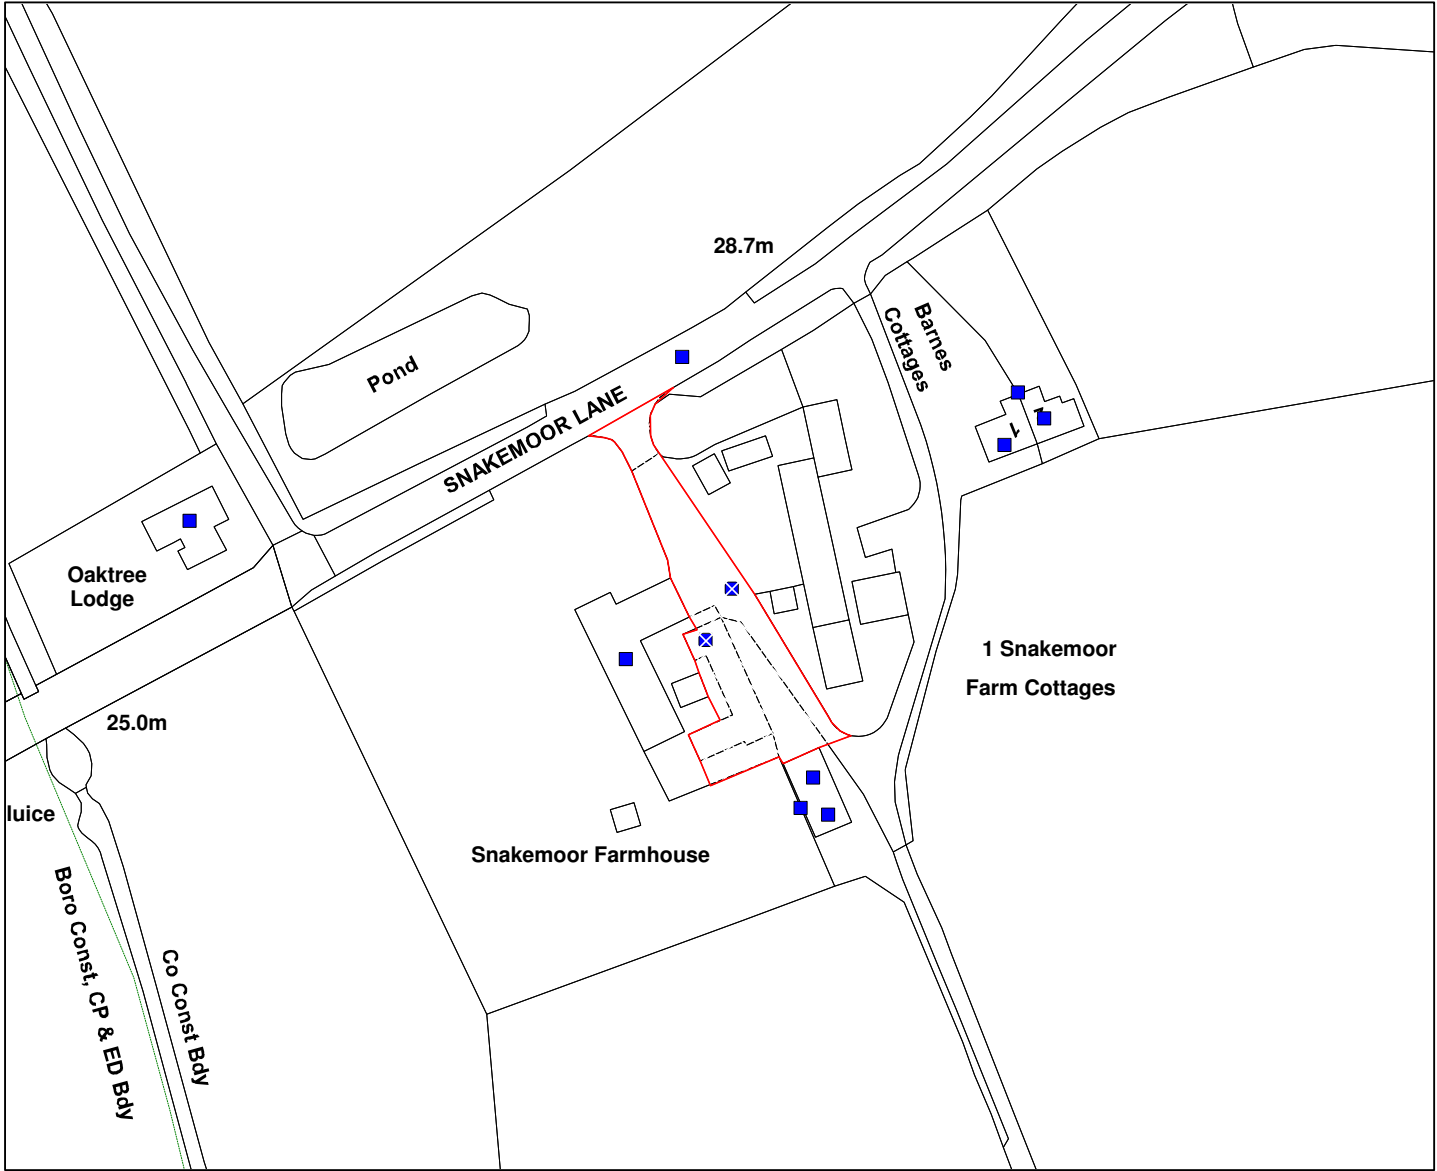 28.7m
Barnes
Cottages
Pond
SNAKEMOOR LANE
1
Oaktree
Lodge
1 Snakemoor
Farm Cottages
25.0m
luice
Snakemoor Farmhouse
Boro Const, CP & ED Bdy
Co Const Bdy